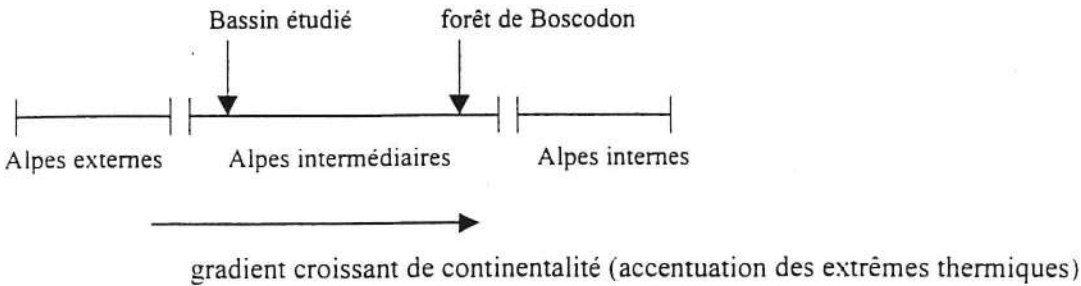 Bassin étudié
forêt de Boscodon
Alpes externes
Alpes intermédiaires
Alpes internes
gradient croissant de continentalité (accentuation des extrêmes thermiques)